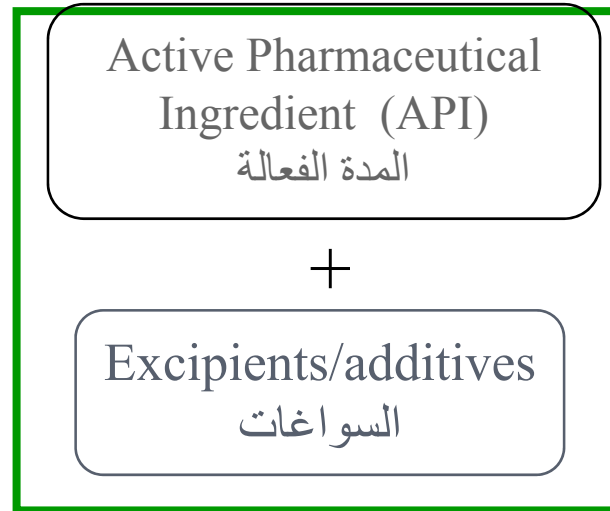 Active Pharmaceutical
Ingredient (API)
المدة الفعالة
+
Excipients/additives
السواغات